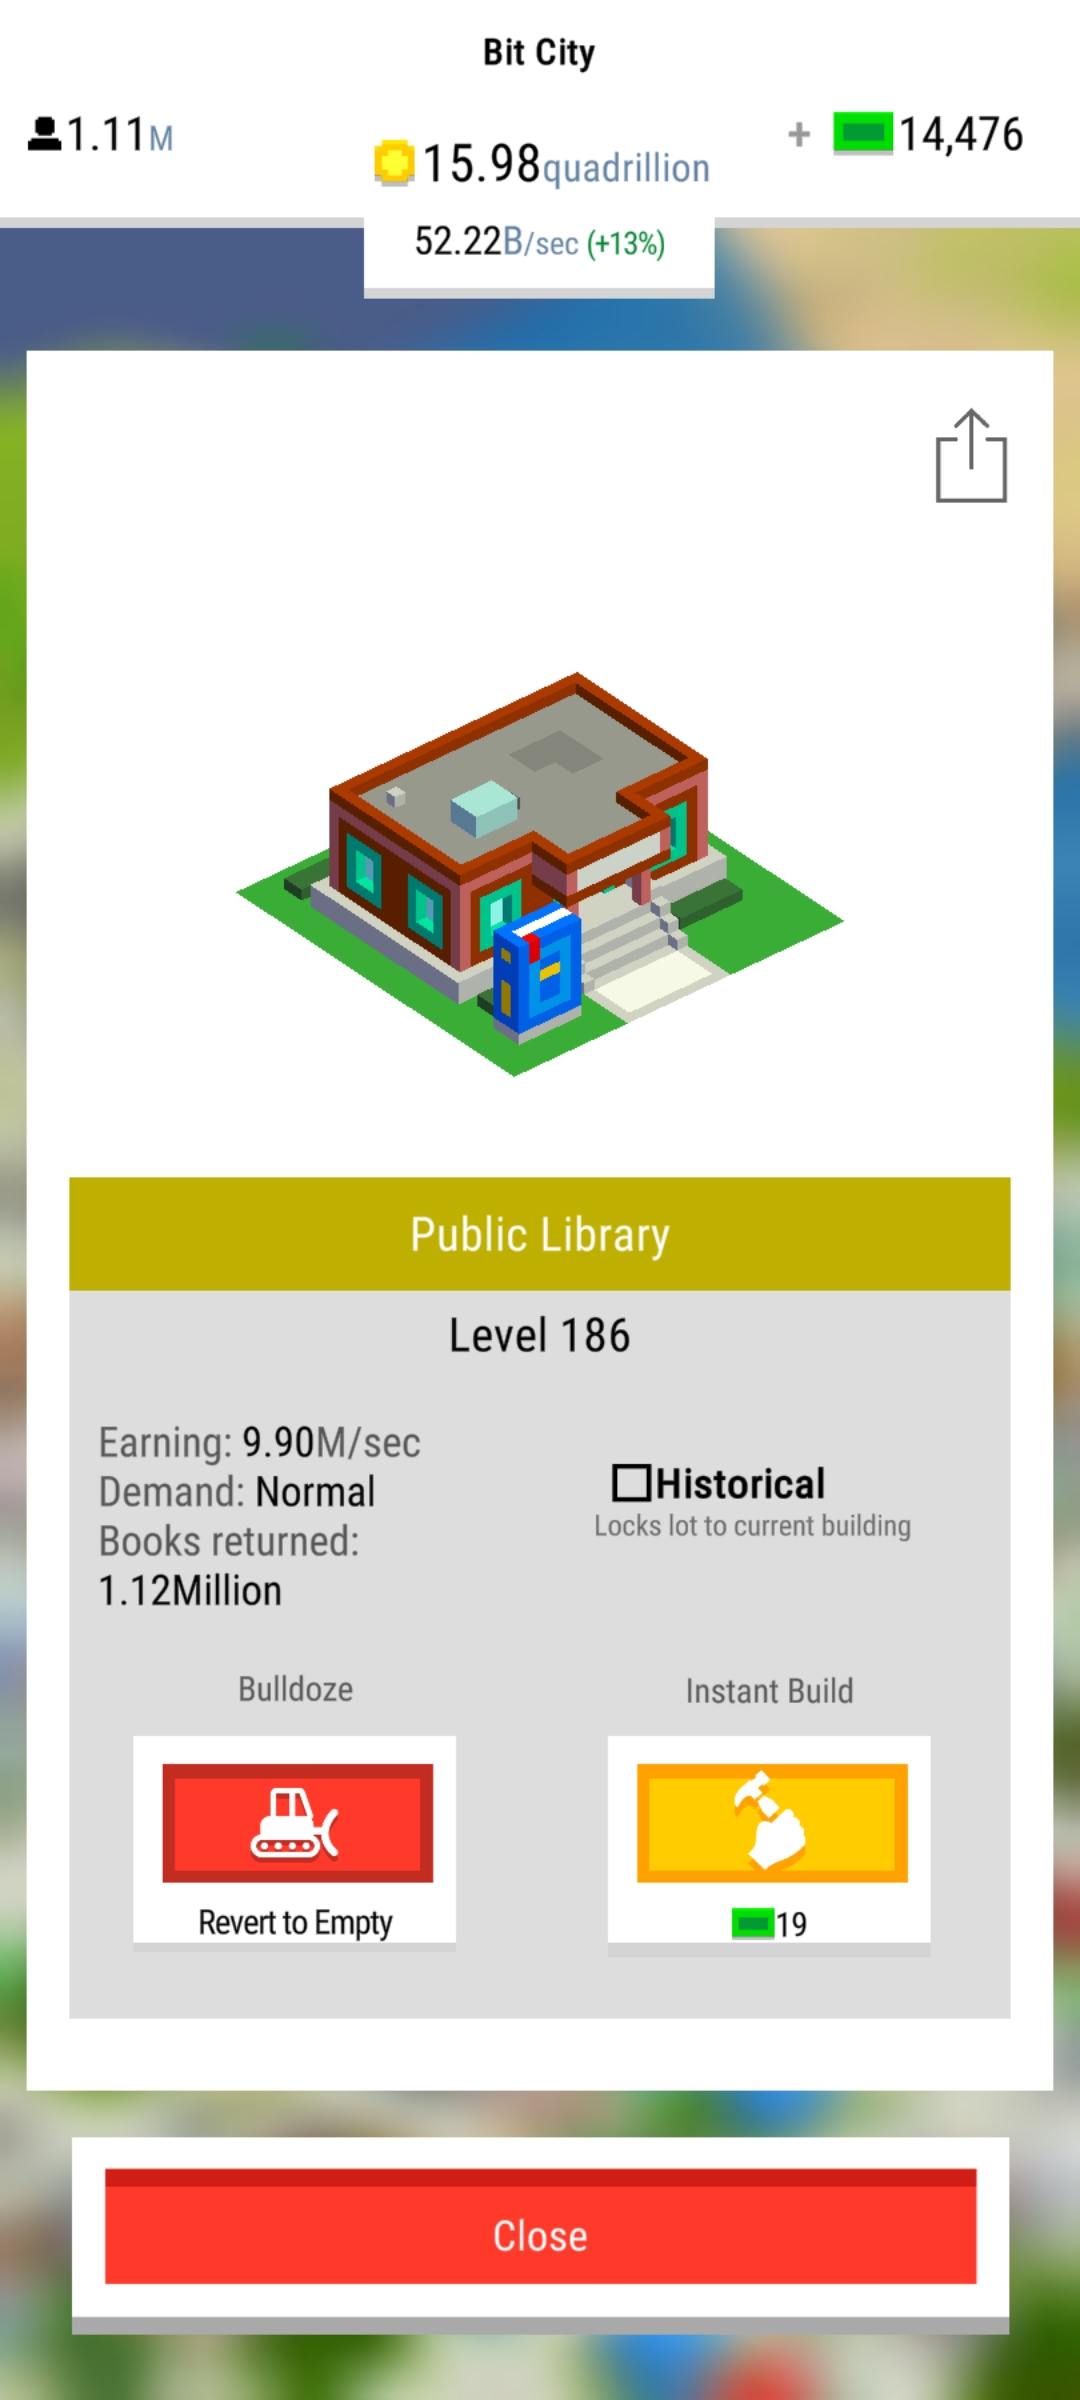 Bit City
1.11M
15.98quadrillion
+ 14,476
52.22B/sec (+13%)
Public Library
Level 186
Earning: 9.90M/sec
Demand: Normal
Books returned:
1.12Million
Historical
Locks lot to current building
Bulldoze
Revert to Empty
Instant Build
19
Close